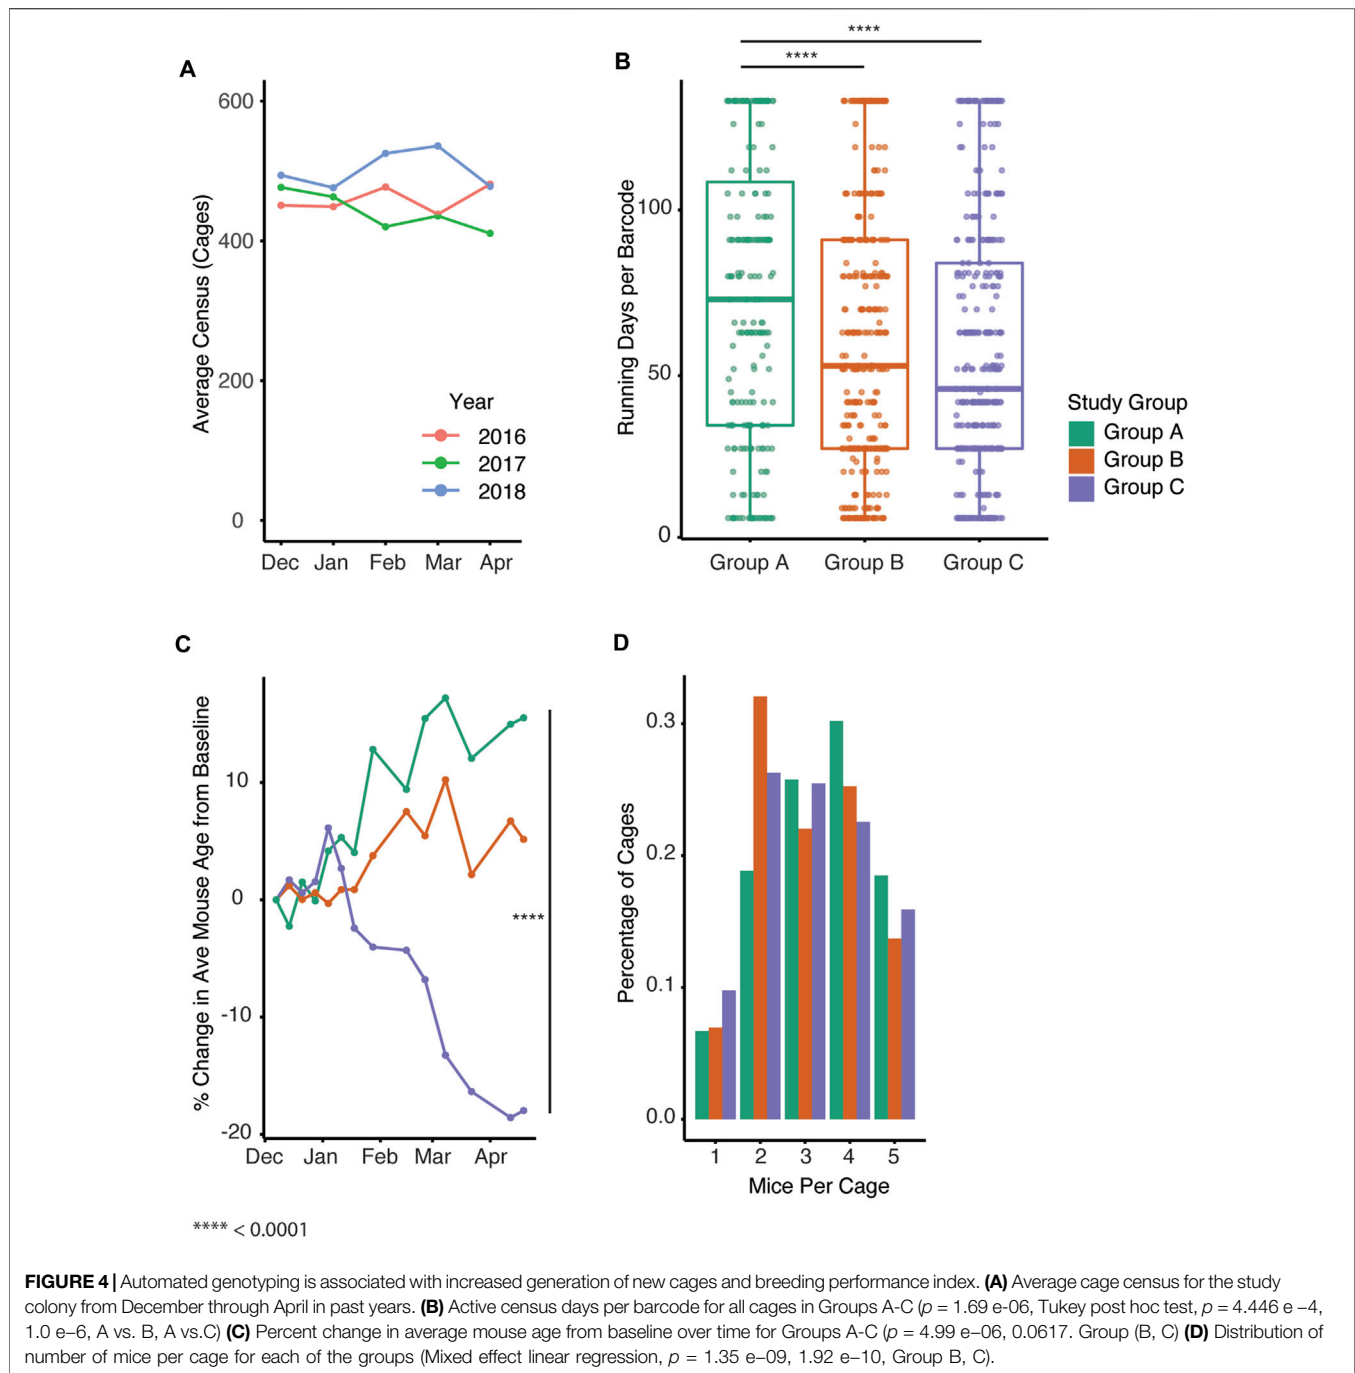 A
600
400
200
0
Average Census (Cages)
Year
2016
2017
2018
Dec Jan Feb Mar Apr
B
****
****
100
50
0
Running Days per Barcode
Group A Group B Group C
Study Group
Group A
Group B
Group C
C
10
0
-10
-20
% Change in Ave Mouse Age from Baseline
****
Dec Jan Feb Mar Apr
**** < 0.0001
D
0.3
0.2
0.1
0.0
Percentage of Cages
1 2 3 4 5
Mice Per Cage
FIGURE 4 | Automated genotyping is associated with increased generation of new cages and breeding performance index. (A) Average cage census for the study
colony from December through April in past years. (B) Active census days per barcode for all cages in Groups A-C (p = 1.69 e-06, Tukey post hoc test, p = 4.446 e −4,
1.0 e−6, A vs. B, A vs.C) (C) Percent change in average mouse age from baseline over time for Groups A-C (p = 4.99 e−06, 0.0617. Group (B, C) (D) Distribution of
number of mice per cage for each of the groups (Mixed effect linear regression, p = 1.35 e−09, 1.92 e−10, Group B, C).